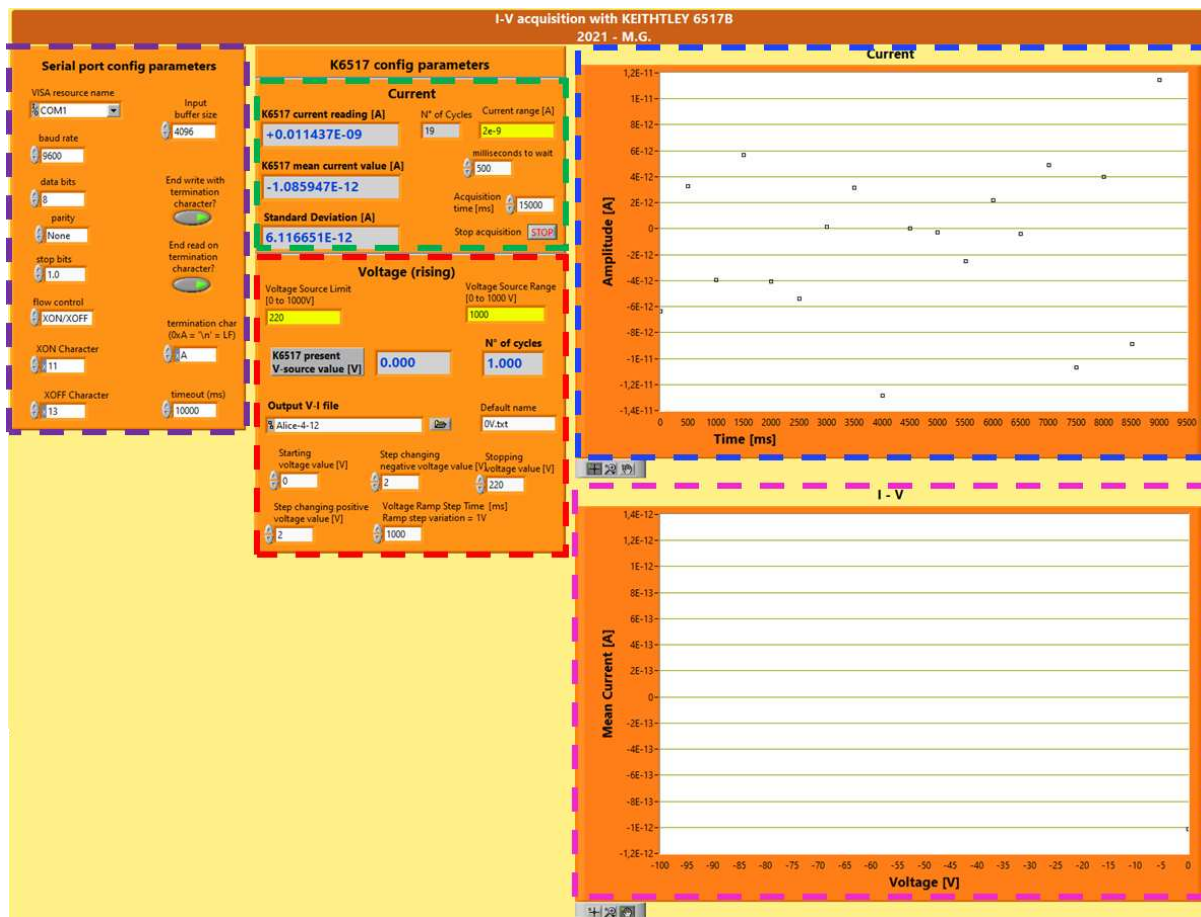 I-V acquisition with KEITHTLEY 6517B
2021 - M.G.
Serial port config parameters
VISA resource name
COM1
Input
buffer size
4096
baud rate
9600
data bits
8
End write with
termination
character?
parity
None
End read on
termination
character?
stop bits
1.0
flow control
XON/XOFF
termination char
(0xA = '\n' = LF)
A
XON Character
11
XOFF Character
13
timeout (ms)
10000
K6517 config parameters
Current
K6517 current reading [A]
+0.011437E-09
N° of Cycles
19
Current range [A]
2e-9
milliseconds to wait
500
K6517 mean current value [A]
-1.085947E-12
Acquisition
time [ms]
15000
Standard Deviation [A]
6.116651E-12
Stop acquisition
STOP
Voltage (rising)
Voltage Source Limit
[0 to 1000V]
220
Voltage Source Range
[0 to 1000 V]
1000
K6517 present
V-source value [V]
0.000
N° of cycles
1.000
Output V-I file
Alice-4-12
Default name
0V.txt
Starting
voltage value [V]
0
Step changing
negative voltage value [V]
2
Stopping
voltage value [V]
220
Step changing positive
voltage value [V]
2
Voltage Ramp Step Time [ms]
Ramp step variation = 1V
1000
Current
1,2E-11
1E-11
8E-12
6E-12
4E-12
2E-12
0
-2E-12
-4E-12
-6E-12
-8E-12
-1E-11
-1,2E-11
-1,4E-11
Amplitude [A]
0 500 1000 1500 2000 2500 3000 3500 4000 4500 5000 5500 6000 6500 7000 7500 8000 8500 9000 9500
Time [ms]
I - V
1,4E-12
1,2E-12
1E-12
8E-13
6E-13
4E-13
2E-13
0
-2E-13
-4E-13
-6E-13
-8E-13
-1E-12
-1,2E-12
Mean Current [A]
-100 -95 -90 -85 -80 -75 -70 -65 -60 -55 -50 -45 -40 -35 -30 -25 -20 -15 -10 -5 0
Voltage [V]